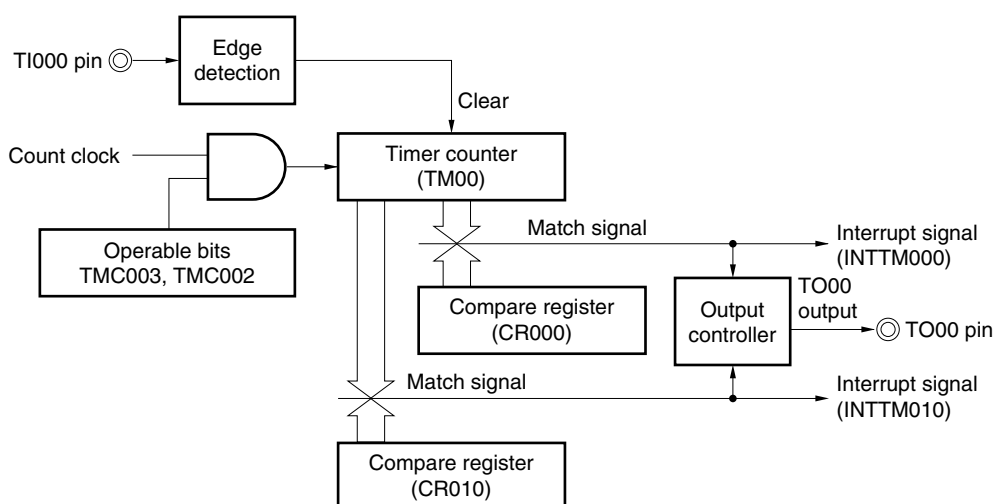 TI000 pin
Edge
detection
Clear
Count clock
Timer counter
(TM00)
Operable bits
TMC003, TMC002
Match signal
Interrupt signal
(INTTM000)
Compare register
(CR000)
Output
controller
TO00
output
TO00 pin
Match signal
Interrupt signal
(INTTM010)
Compare register
(CR010)